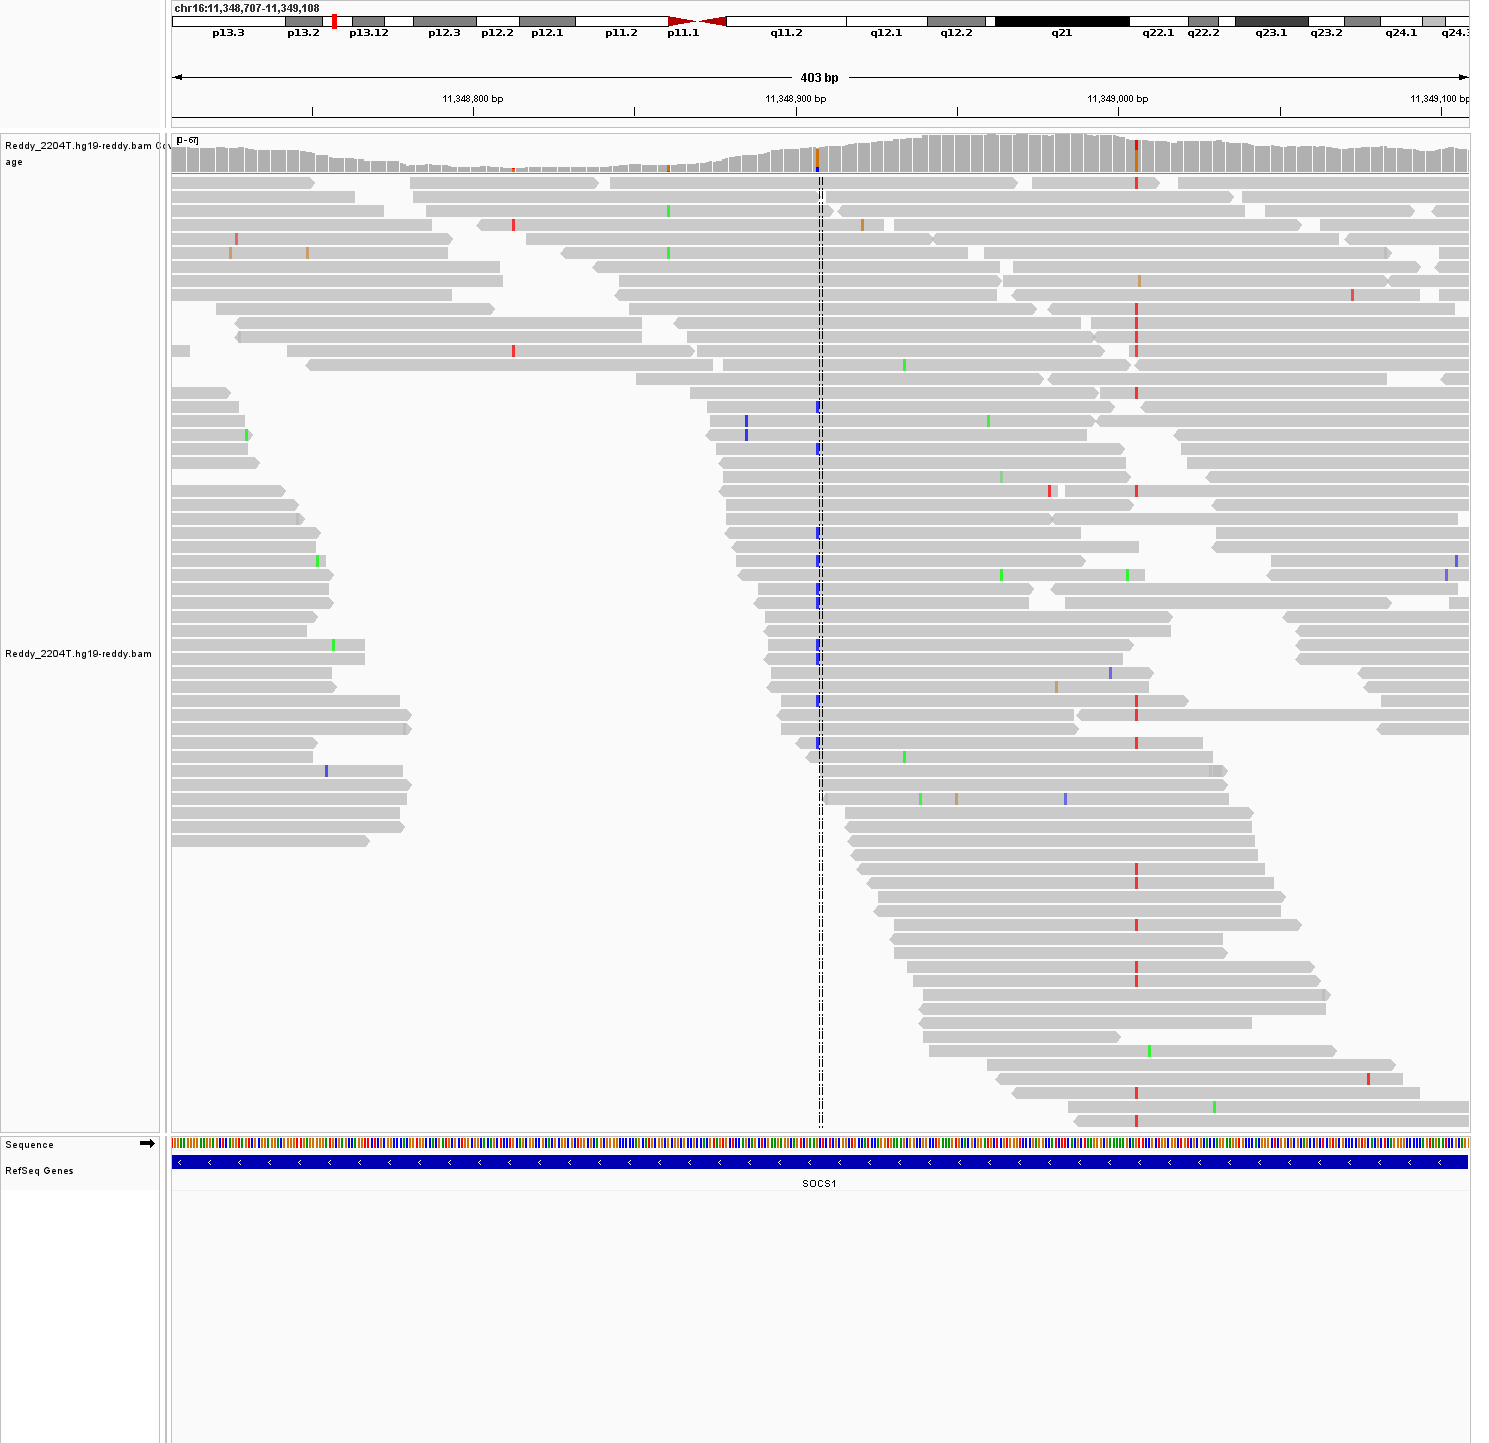 chr16:11,348,707-11,349,108
p13.3 p13.2 p13.12 p12.3 p12.2 p12.1 p11.2 p11.1 q11.2 q12.1 q12.2 q21 q22.1 q22.2 q23.1 q23.2 q24.1 q24.3
403 bp
11,348,800 bp 11,348,900 bp 11,349,000 bp 11,349,100 bp
Reddy_2204T.hg19-reddy.bam Cov
age
[0 - 67]
Reddy_2204T.hg19-reddy.bam
Sequence
RefSeq Genes
SOCS1